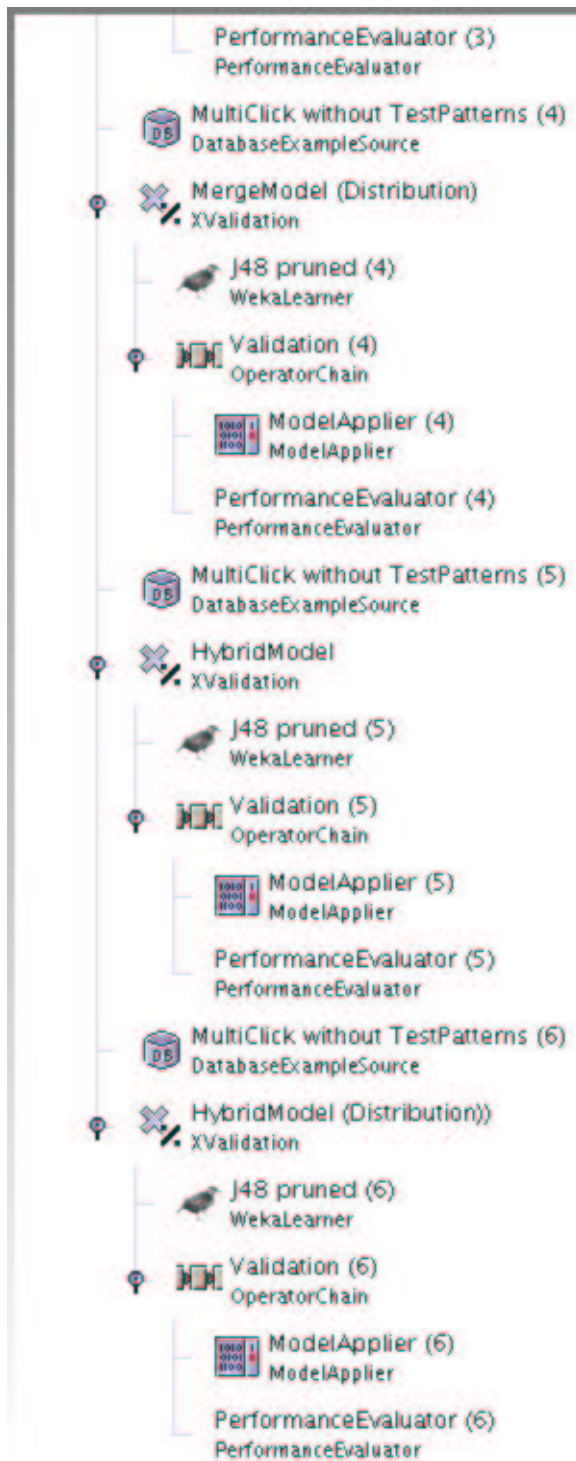 PerformanceEvaluator (3)
PerformanceEvaluator
MultiClick without TestPatterns (4)
DatabaseExampleSource
MergeModel (Distribution)
XValidation
J48 pruned (4)
WekaLearner
Validation (4)
OperatorChain
ModelApplier (4)
ModelApplier
PerformanceEvaluator (4)
PerformanceEvaluator
MultiClick without TestPatterns (5)
DatabaseExampleSource
HybridModel
XValidation
J48 pruned (5)
WekaLearner
Validation (5)
OperatorChain
ModelApplier (5)
ModelApplier
PerformanceEvaluator (5)
PerformanceEvaluator
MultiClick without TestPatterns (6)
DatabaseExampleSource
HybridModel (Distribution))
XValidation
J48 pruned (6)
WekaLearner
Validation (6)
OperatorChain
ModelApplier (6)
ModelApplier
PerformanceEvaluator (6)
PerformanceEvaluator